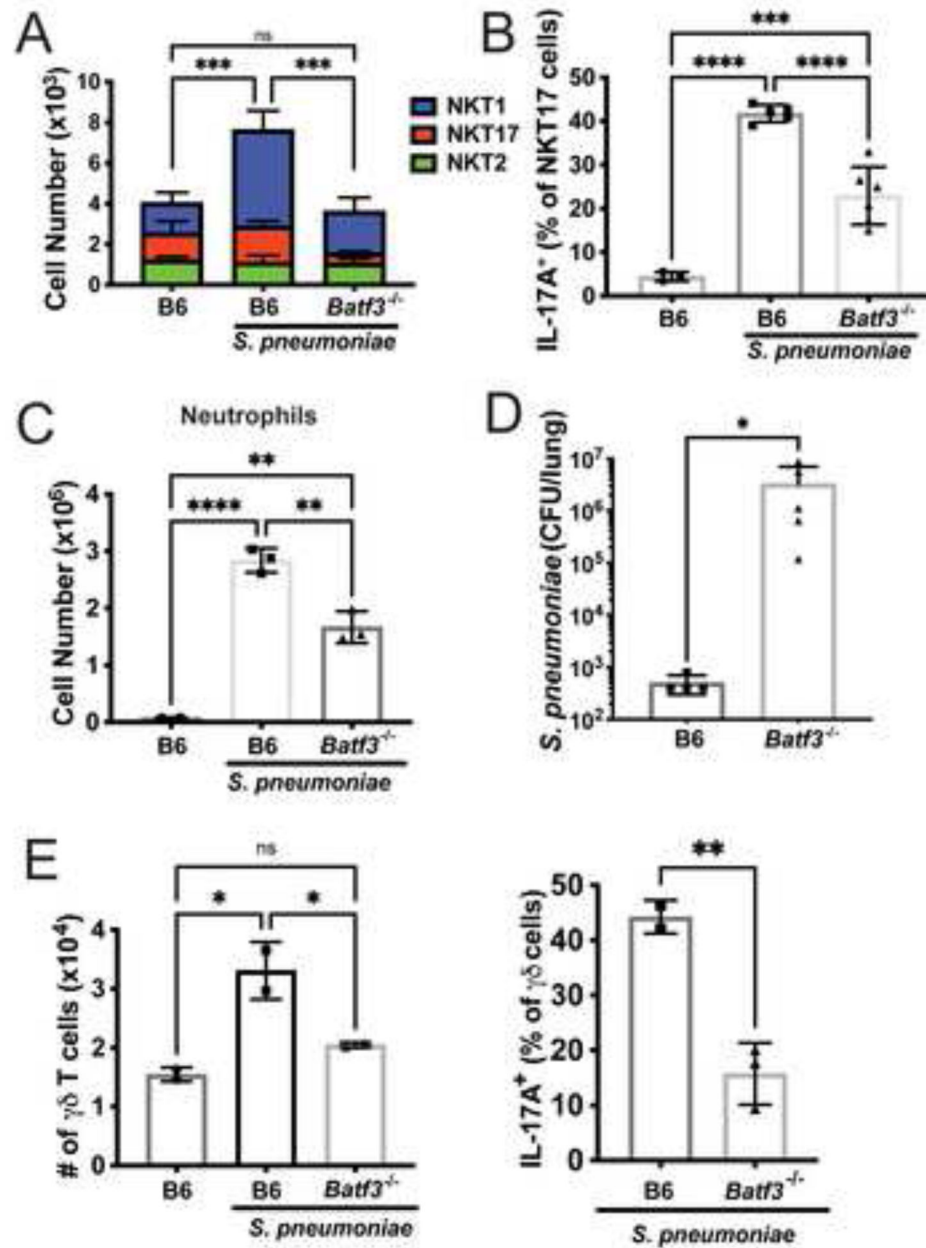 A
ns
***
***
10
8
6
4
2
0
Cell Number (x10³)
NKT1
NKT17
NKT2
B6
B6
Batf3⁻/⁻
S. pneumoniae
B
***
****
****
50
40
30
20
10
0
IL-17A⁺ (% of NKT17 cells)
B6
B6
Batf3⁻/⁻
S. pneumoniae
C
Neutrophils
**
****
**
4
3
2
1
0
Cell Number (x10⁶)
B6
B6
Batf3⁻/⁻
S. pneumoniae
D
*
10⁷
10⁶
10⁵
10⁴
10³
10²
S. pneumoniae (CFU/lung)
B6
Batf3⁻/⁻
E
ns
*
*
4
3
2
1
0
# of γδ T cells (x10⁴)
B6
B6
Batf3⁻/⁻
S. pneumoniae
**
50
40
30
20
10
0
IL-17A⁺ (% of γδ cells)
B6
Batf3⁻/⁻
S. pneumoniae